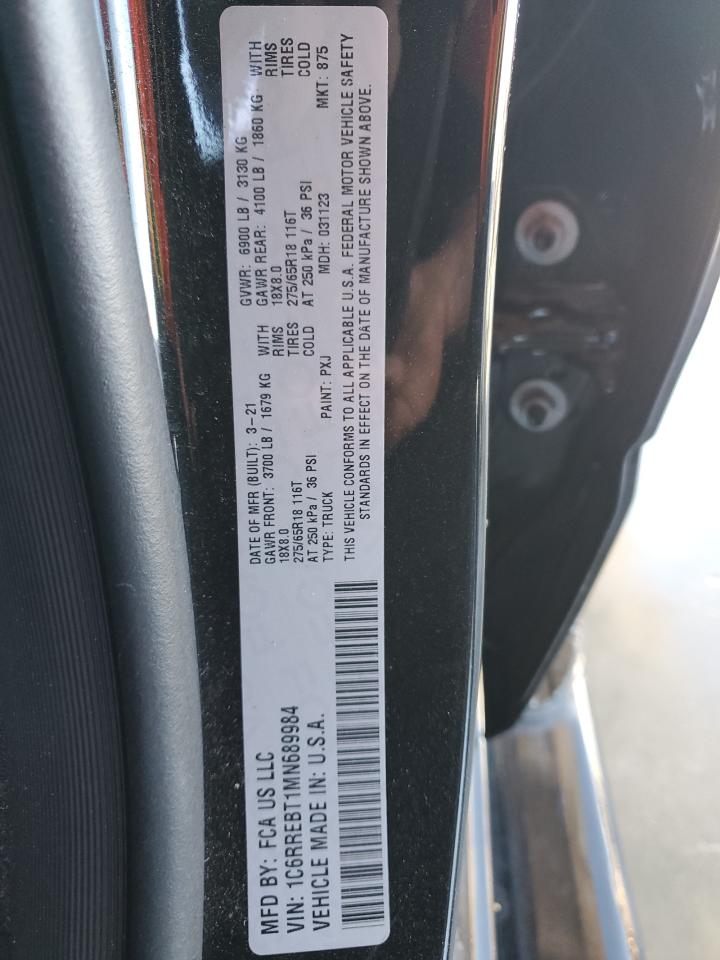 MFD BY: FCA US LLC
VIN: 1C6RREBT1MN689984
VEHICLE MADE IN: U.S.A.
DATE OF MFR (BUILT): 3-21 GVWR: 6900 LB / 3130 KG
GAWR FRONT: 3700 LB / 1679 KG WITH GAWR REAR: 4100 LB / 1860 KG WITH
18X8.0 RIMS 18X8.0 RIMS
275/65R18 116T TIRES 275/65R18 116T TIRES
AT 250 kPa / 36 PSI COLD AT 250 kPa / 36 PSI COLD
TYPE: TRUCK PAINT: PXJ MDH: 031123 MKT: 875
THIS VEHICLE CONFORMS TO ALL APPLICABLE U.S.A. FEDERAL MOTOR VEHICLE SAFETY
STANDARDS IN EFFECT ON THE DATE OF MANUFACTURE SHOWN ABOVE.